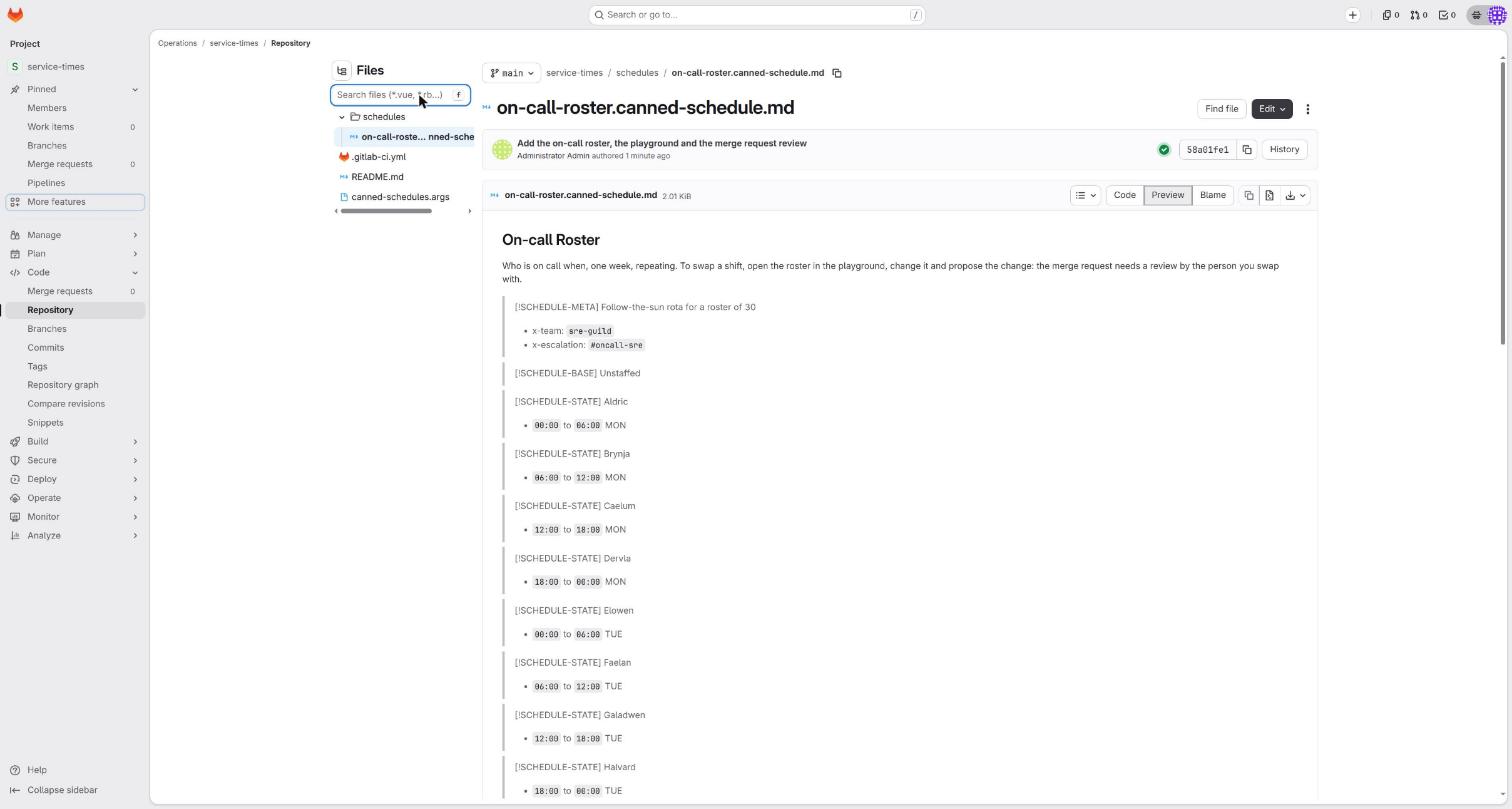 Search or go to...
/
0
0
0
Project
S service-times
Pinned
Members
Work items 0
Branches
Merge requests 0
Pipelines
More features
Manage
Plan
Code
Merge requests 0
Repository
Branches
Commits
Tags
Repository graph
Compare revisions
Snippets
Build
Secure
Deploy
Operate
Monitor
Analyze
Help
Collapse sidebar
Operations / service-times / Repository
Files
Search files (*.vue, *.rb...) f
schedules
on-call-roste... nned-sche
.gitlab-ci.yml
README.md
canned-schedules.args
main
service-times / schedules / on-call-roster.canned-schedule.md
on-call-roster.canned-schedule.md
Find file
Edit
Add the on-call roster, the playground and the merge request review
Administrator Admin authored 1 minute ago
58a01fe1
History
on-call-roster.canned-schedule.md 2.01 KiB
Code
Preview
Blame
On-call Roster
Who is on call when, one week, repeating. To swap a shift, open the roster in the playground, change it and propose the change: the merge request needs a review by the person you swap
with.
[!SCHEDULE-META] Follow-the-sun rota for a roster of 30
• x-team: sre-guild
• x-escalation: #oncall-sre
[!SCHEDULE-BASE] Unstaffed
[!SCHEDULE-STATE] Aldric
• 00:00 to 06:00 MON
[!SCHEDULE-STATE] Brynja
• 06:00 to 12:00 MON
[!SCHEDULE-STATE] Caelum
• 12:00 to 18:00 MON
[!SCHEDULE-STATE] Dervla
• 18:00 to 00:00 MON
[!SCHEDULE-STATE] Elowen
• 00:00 to 06:00 TUE
[!SCHEDULE-STATE] Faelan
• 06:00 to 12:00 TUE
[!SCHEDULE-STATE] Galadwen
• 12:00 to 18:00 TUE
[!SCHEDULE-STATE] Halvard
• 18:00 to 00:00 TUE